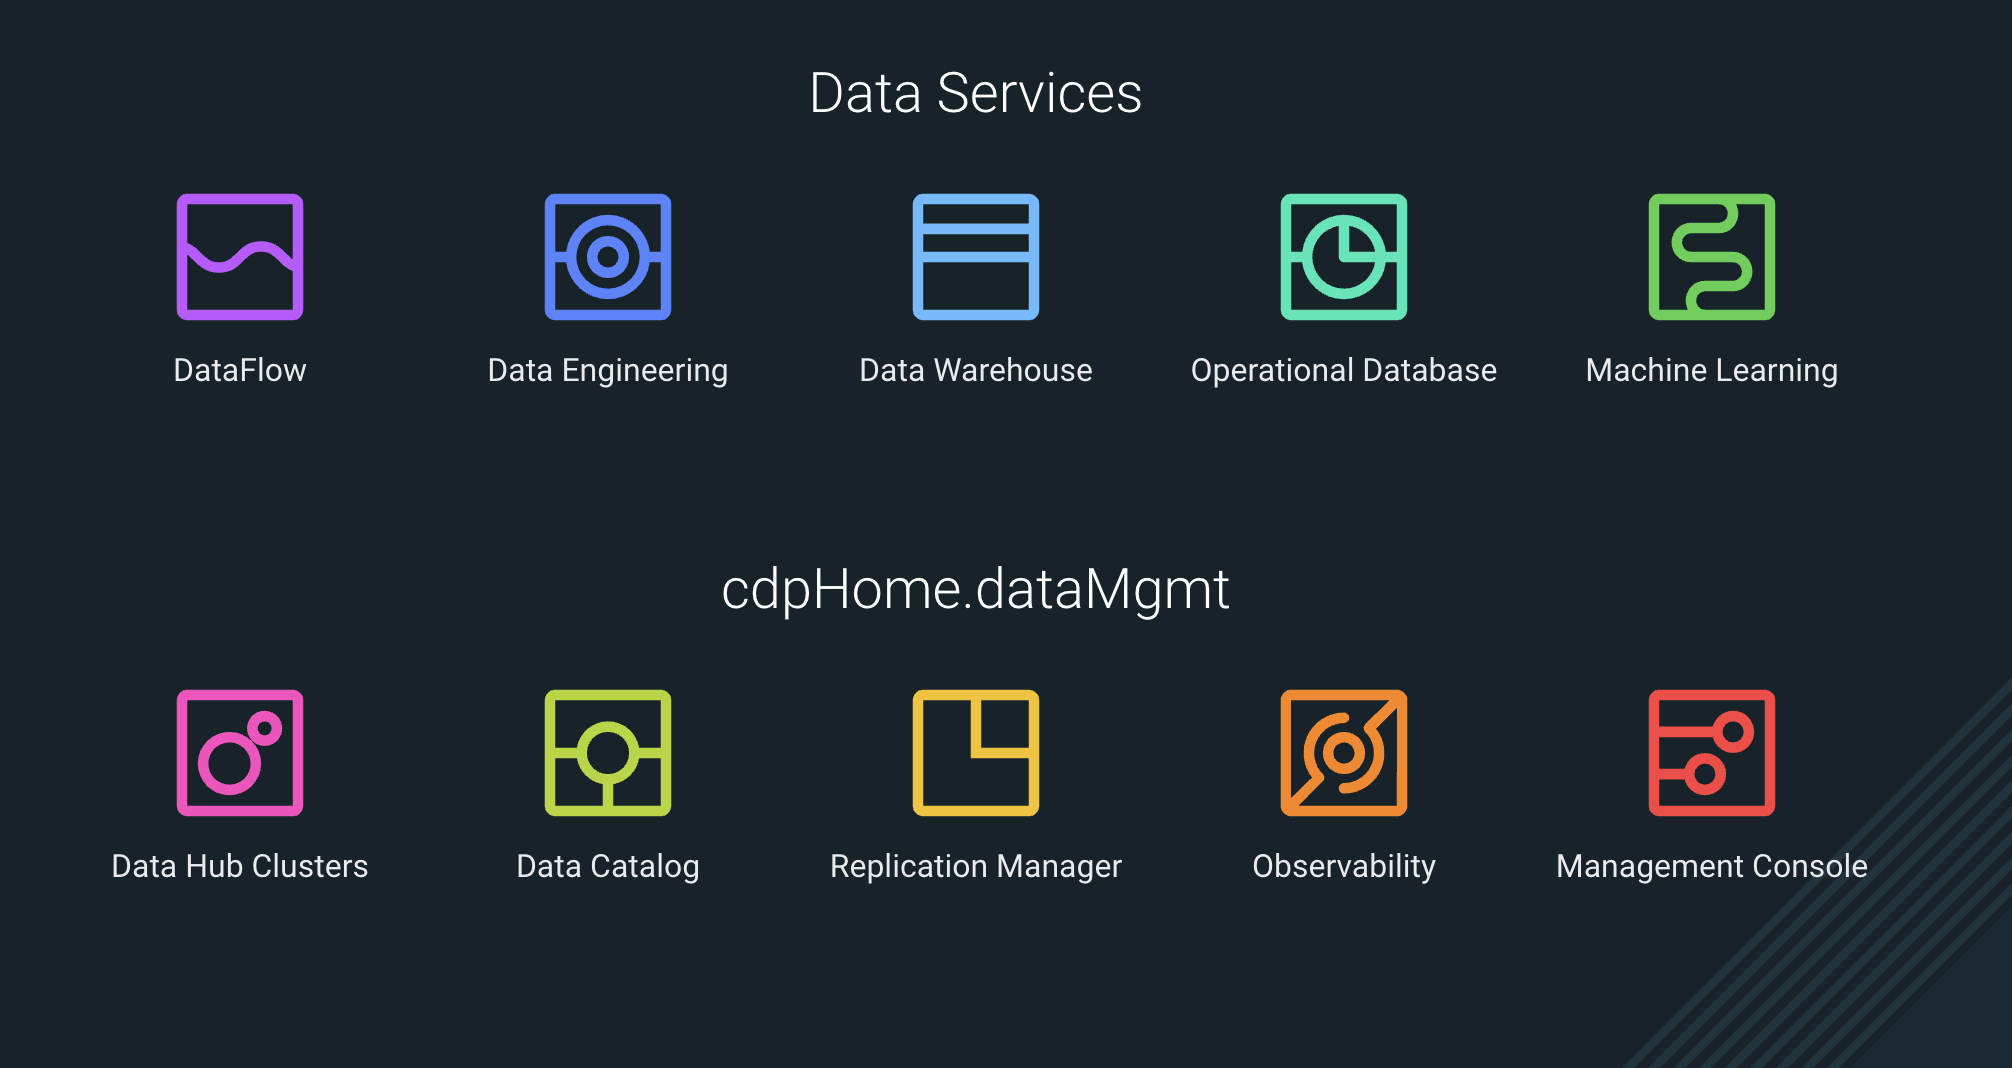 Data Services
DataFlow
Data Engineering
Data Warehouse
Operational Database
Machine Learning
cdpHome.dataMgmt
Data Hub Clusters
Data Catalog
Replication Manager
Observability
Management Console